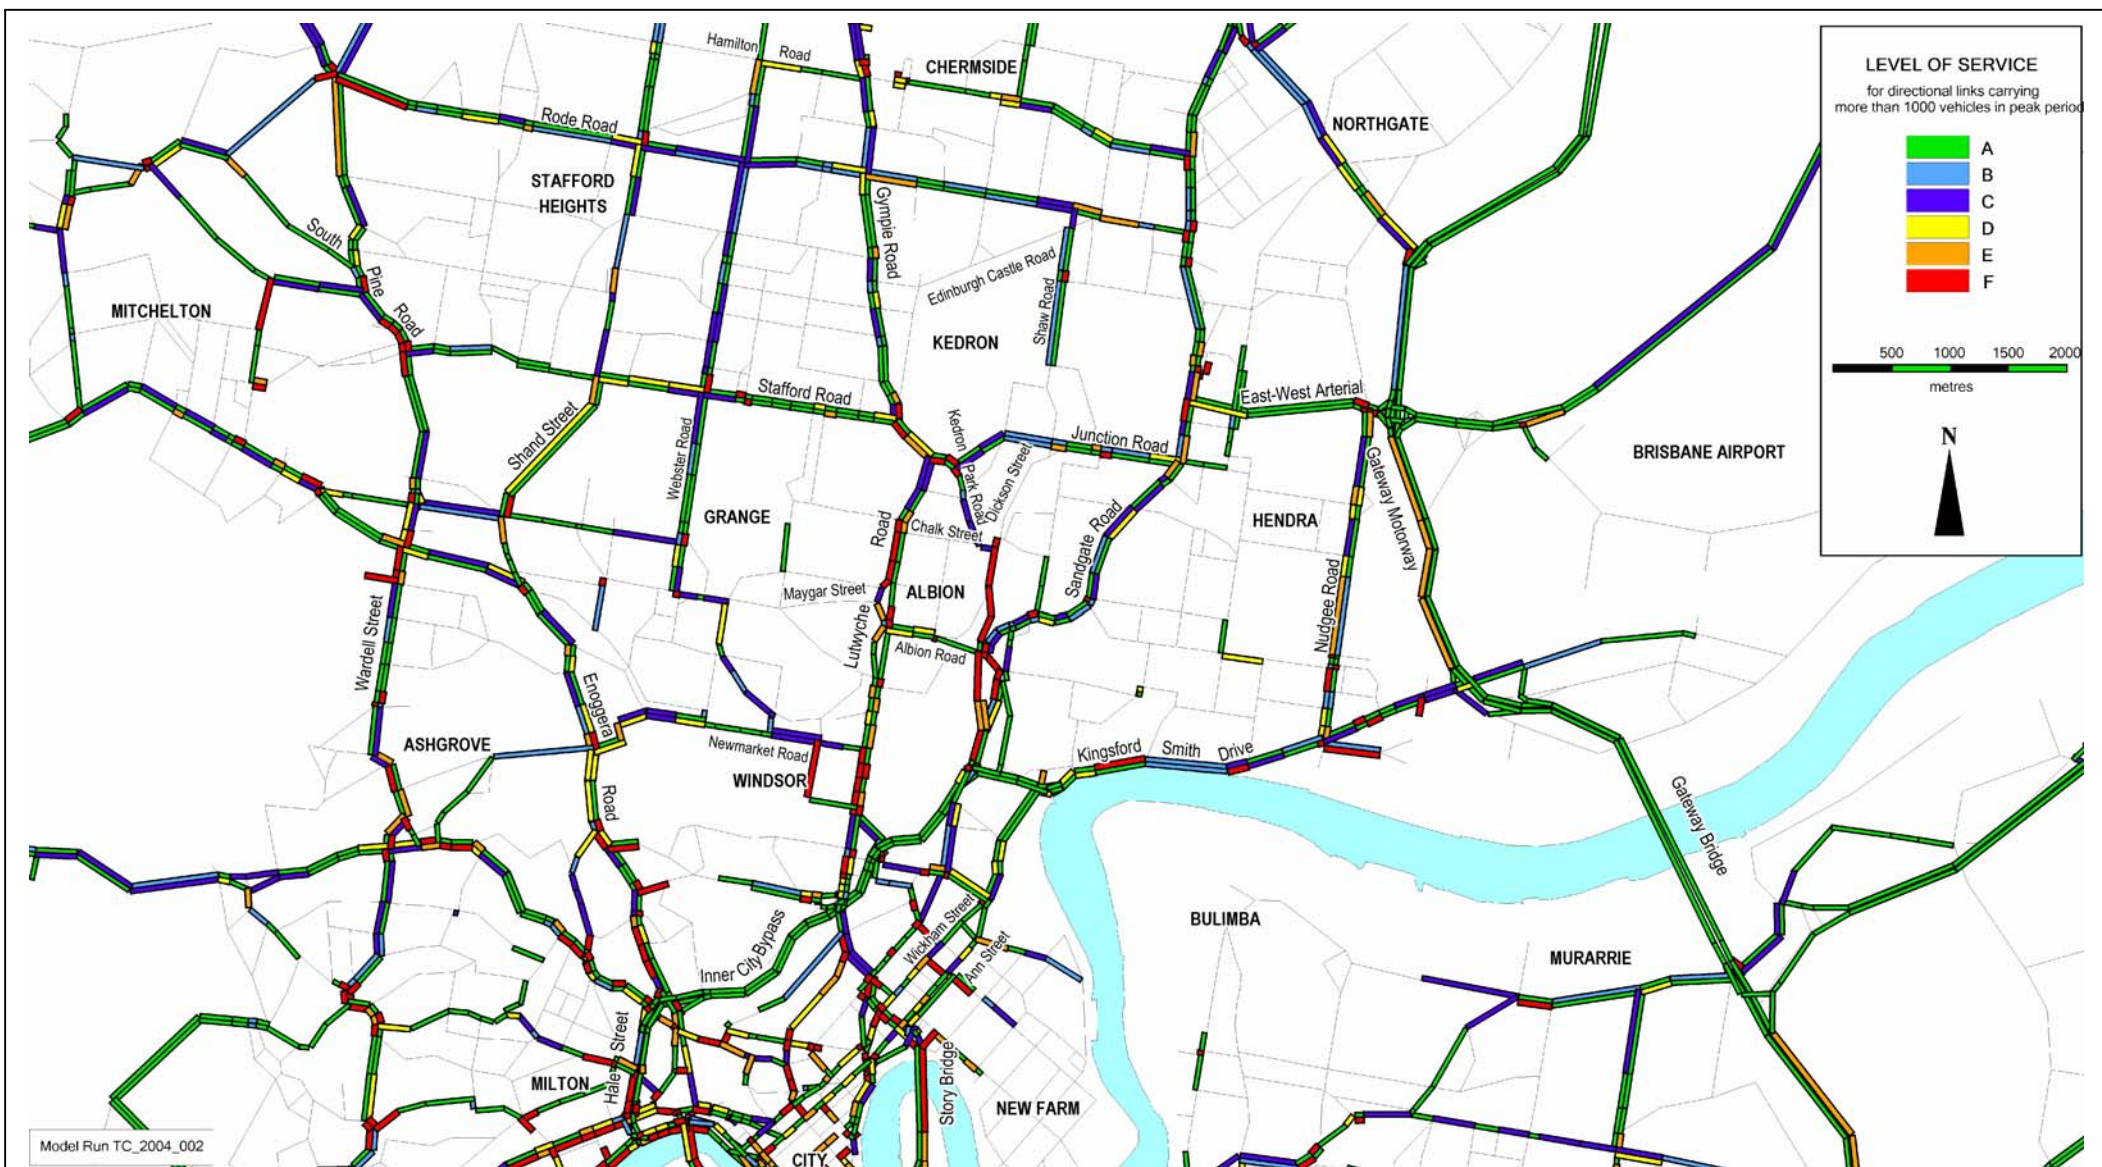 Hamilton Road
CHERMSIDE
LEVEL OF SERVICE
for directional links carrying
more than 1000 vehicles in peak period
A
B
C
D
E
F
500 1000 1500 2000
metres
N
Rode Road
NORTHGATE
STAFFORD
HEIGHTS
Gympie Road
South
Pine
Road
Edinburgh Castle Road
Shaw Road
MITCHELTON
KEDRON
Stafford Road
East-West Arterial
Shand Street
Webster Road
Kedron
Park Road
Dickson Street
Junction Road
BRISBANE AIRPORT
GRANGE
Road
Chalk Street
Sandgate Road
HENDRA
Gateway Motorway
Maygar Street
ALBION
Nudgee Road
Wardell Street
Lutwyche
Albion Road
Enoggera
ASHGROVE
Newmarket Road
WINDSOR
Kingsford Smith Drive
Road
Gateway Bridge
Inner City Bypass
Wickham Street
Ann Street
BULIMBA
MURARRIE
Hale Street
MILTON
Story Bridge
NEW FARM
Model Run TC_2004_002
CITY